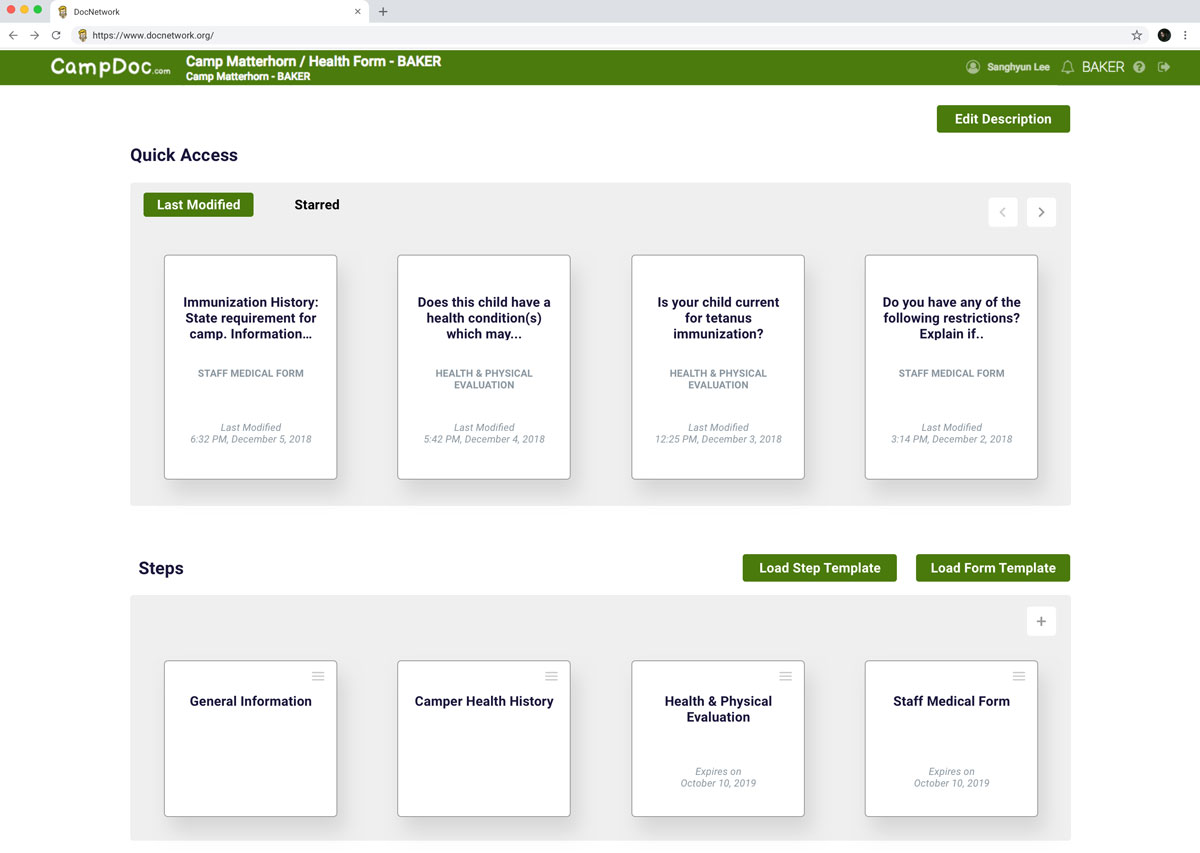 DocNetwork
https://www.docnetwork.org/
CampDoc.com
Camp Matterhorn / Health Form - BAKER
Camp Matterhorn - BAKER
Sanghyun Lee
BAKER
Edit Description
Quick Access
Last Modified
Starred
Immunization History:
State requirement for
camp. Information...
STAFF MEDICAL FORM
Last Modified
6:32 PM, December 5, 2018
Does this child have a
health condition(s)
which may...
HEALTH & PHYSICAL
EVALUATION
Last Modified
5:42 PM, December 4, 2018
Is your child current
for tetanus
immunization?
HEALTH & PHYSICAL
EVALUATION
Last Modified
12:25 PM, December 3, 2018
Do you have any of the
following restrictions?
Explain if..
STAFF MEDICAL FORM
Last Modified
3:14 PM, December 2, 2018
Steps
Load Step Template
Load Form Template
General Information
Camper Health History
Health & Physical
Evaluation
Expires on
October 10, 2019
Staff Medical Form
Expires on
October 10, 2019